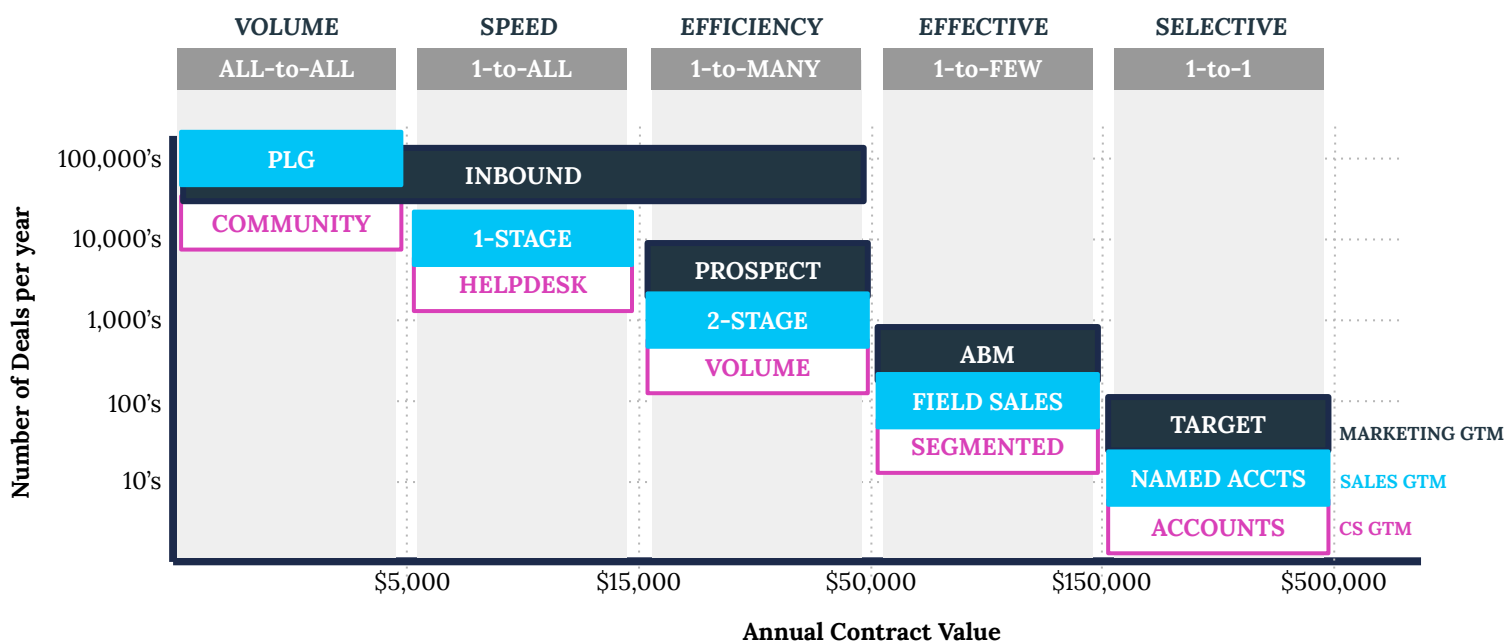 VOLUME
SPEED
EFFICIENCY
EFFECTIVE
SELECTIVE
ALL-to-ALL
1-to-ALL
1-to-MANY
1-to-FEW
1-to-1
Number of Deals per year
100,000’s
10,000’s
1,000’s
100’s
10’s
PLG
INBOUND
COMMUNITY
1-STAGE
HELPDESK
PROSPECT
2-STAGE
VOLUME
ABM
FIELD SALES
SEGMENTED
TARGET
NAMED ACCTS
ACCOUNTS
MARKETING GTM
SALES GTM
CS GTM
$5,000
$15,000
$50,000
$150,000
$500,000
Annual Contract Value